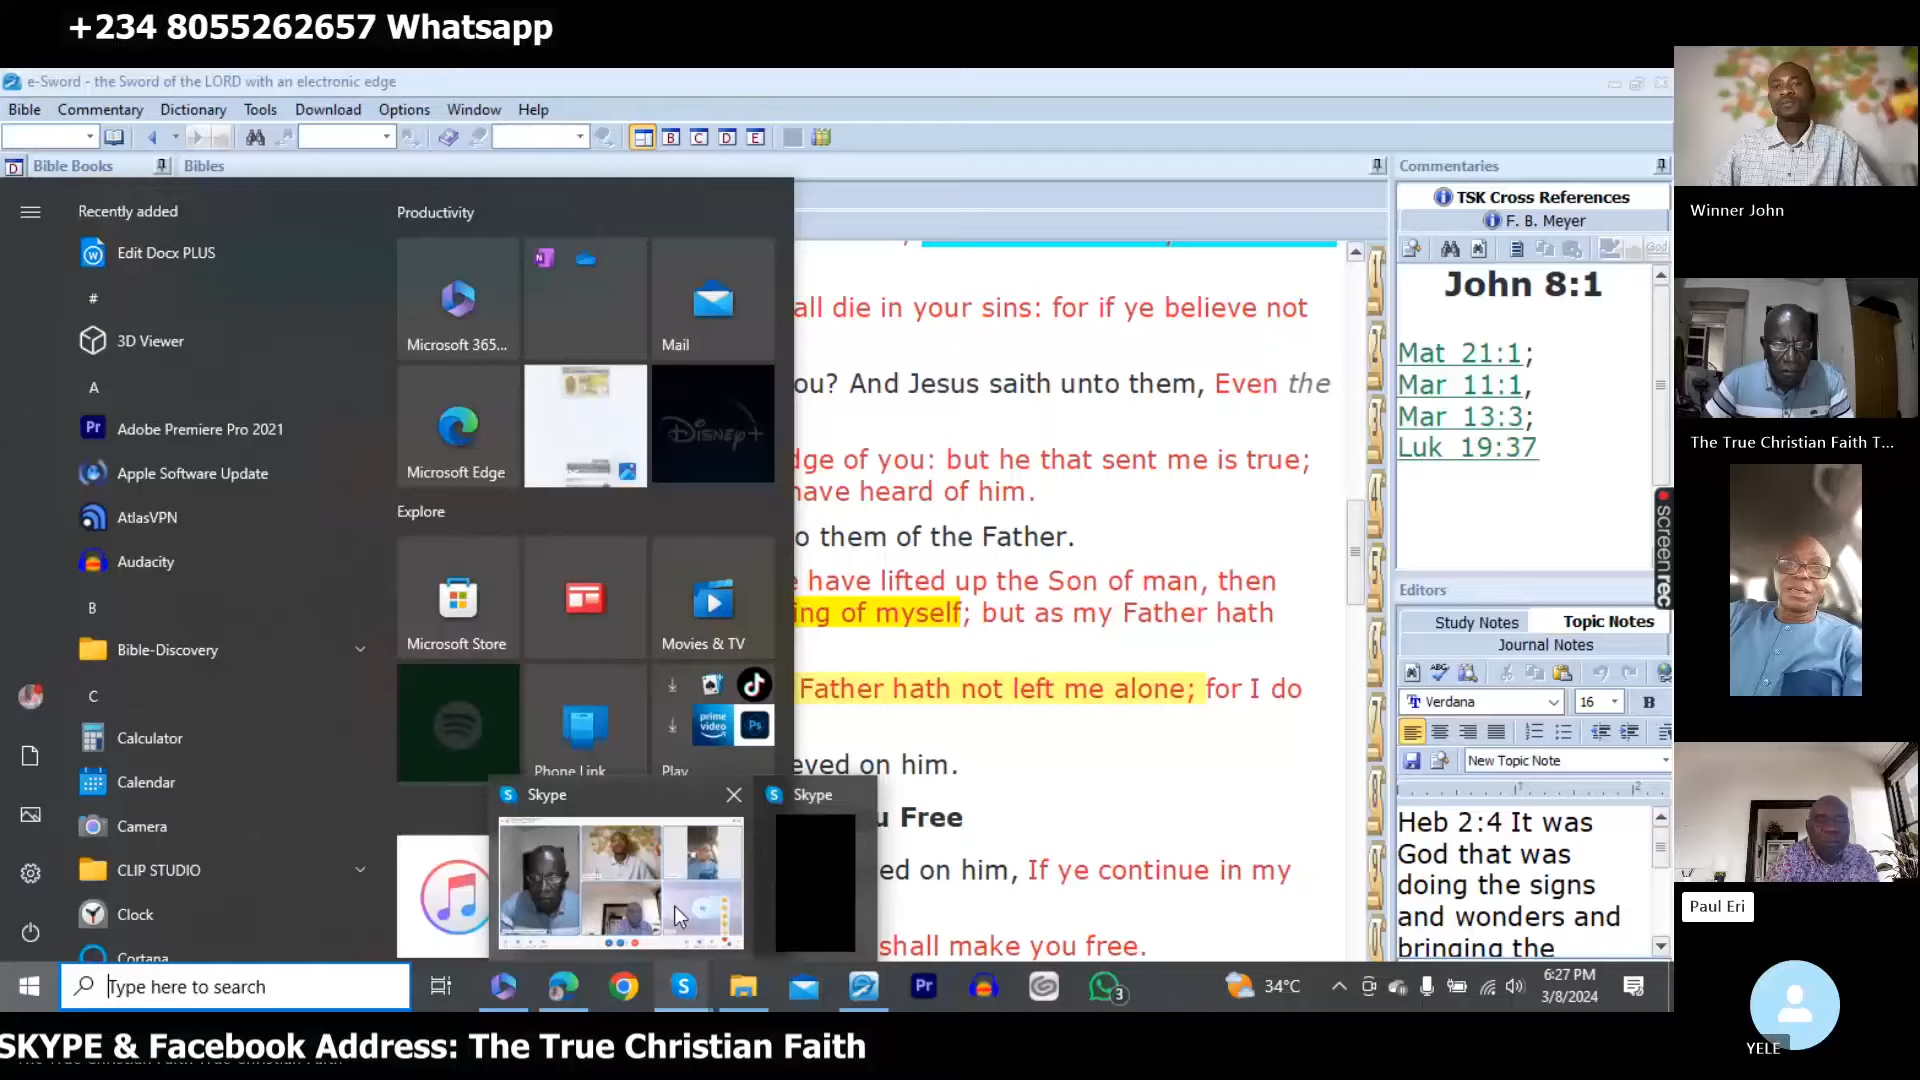 +234 8055262657 Whatsapp
e-Sword - the Sword of the LORD with an electronic edge
Bible Commentary Dictionary Tools Download Options Window Help
B C D E
D Bible Books Bibles
Recently added
Edit Docx PLUS
#
3D Viewer
A
Adobe Premiere Pro 2021
Apple Software Update
AtlasVPN
Audacity
B
Bible-Discovery
C
Calculator
Calendar
Camera
CLIP STUDIO
Clock
Cortana
Productivity
Microsoft 365...
Mail
Microsoft Edge
Disney+
Explore
Microsoft Store
Movies & TV
prime video
Ps
Phone Link
Play
Skype
Skype
all die in your sins: for if ye believe not
ou? And Jesus saith unto them, Even the
dge of you: but he that sent me is true;
have heard of him.
o them of the Father.
e have lifted up the Son of man, then
ing of myself; but as my Father hath
Father hath not left me alone; for I do
eved on him.
u Free
ed on him, If ye continue in my
shall make you free.
Commentaries
TSK Cross References
F. B. Meyer
God
John 8:1
Mat 21:1;
Mar 11:1,
Mar 13:3;
Luk 19:37
screenrec
Editors
Study Notes Topic Notes
Journal Notes
Verdana 16 B
New Topic Note
1 2
Heb 2:4 It was
God that was
doing the signs
and wonders and
bringing the
Type here to search
Pr
3
34°C
6:27 PM
3/8/2024
Winner John
The True Christian Faith T...
Paul Eri
YELE
SKYPE & Facebook Address: The True Christian Faith